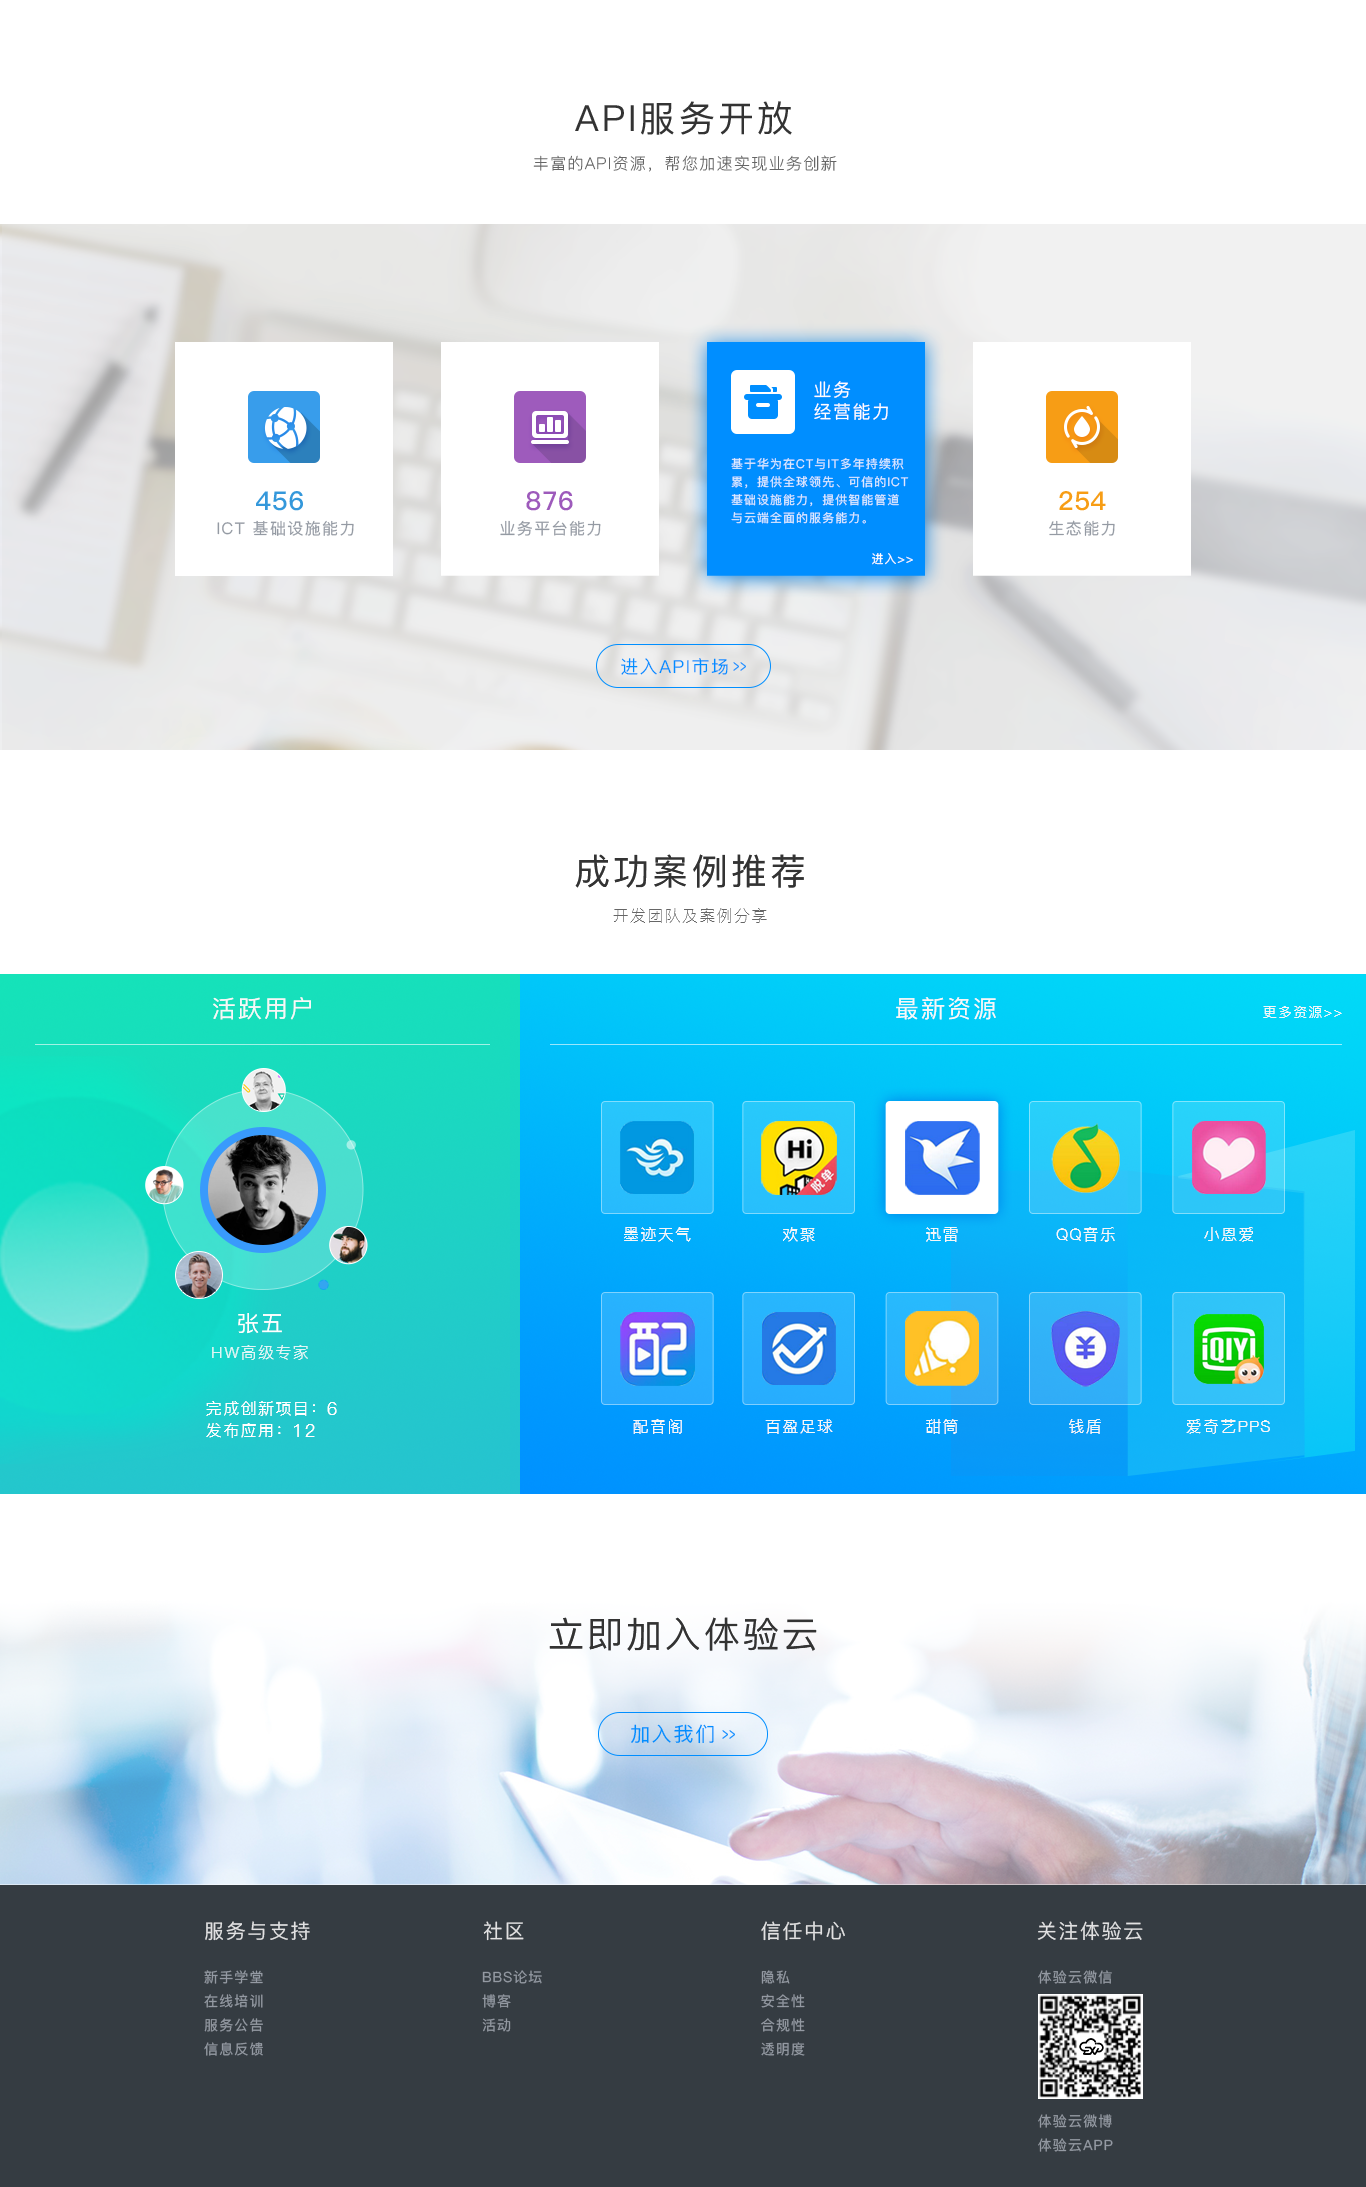 API服务开放
丰富的API资源，帮您加速实现业务创新
456
ICT 基础设施能力
876
业务平台能力
业务
经营能力
基于华为在CT与IT多年持续积
累，提供全球领先、可信的ICT
基础设施能力，提供智能管道
与云端全面的服务能力。
进入>>
254
生态能力
进入API市场 >>
成功案例推荐
开发团队及案例分享
活跃用户
张五
HW高级专家
完成创新项目：6
发布应用：12
最新资源
更多资源>>
墨迹天气
Hi
脱单
欢聚
迅雷
QQ音乐
小恩爱
配
配音阁
百盈足球
甜筒
¥
钱盾
iQIYI
爱奇艺PPS
立即加入体验云
加入我们 >>
服务与支持
新手学堂
在线培训
服务公告
信息反馈
社区
BBS论坛
博客
活动
信任中心
隐私
安全性
合规性
透明度
关注体验云
体验云微信
体验云微博
体验云APP